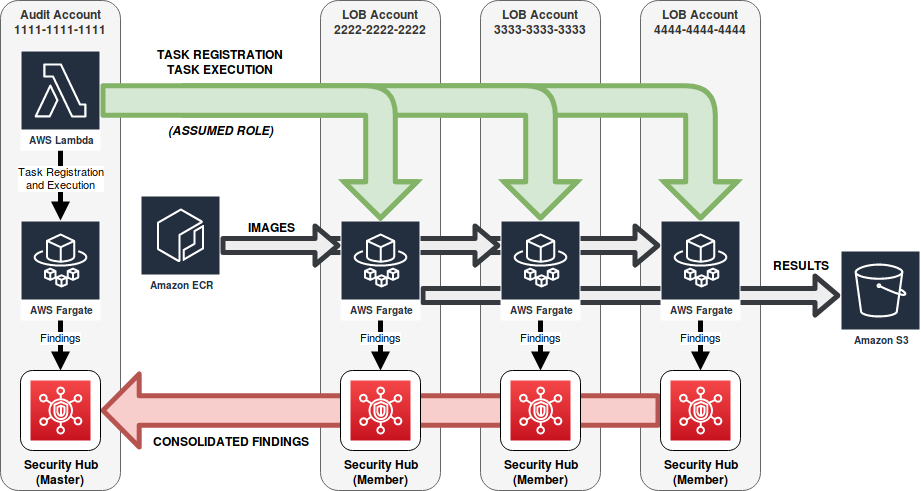 Audit Account
1111-1111-1111
LOB Account
2222-2222-2222
LOB Account
3333-3333-3333
LOB Account
4444-4444-4444
TASK REGISTRATION
TASK EXECUTION
(ASSUMED ROLE)
AWS Lambda
Task Registration
and Execution
IMAGES
Amazon ECR
RESULTS
AWS Fargate
AWS Fargate
AWS Fargate
AWS Fargate
Amazon S3
Findings
Findings
Findings
Findings
CONSOLIDATED FINDINGS
Security Hub
(Master)
Security Hub
(Member)
Security Hub
(Member)
Security Hub
(Member)